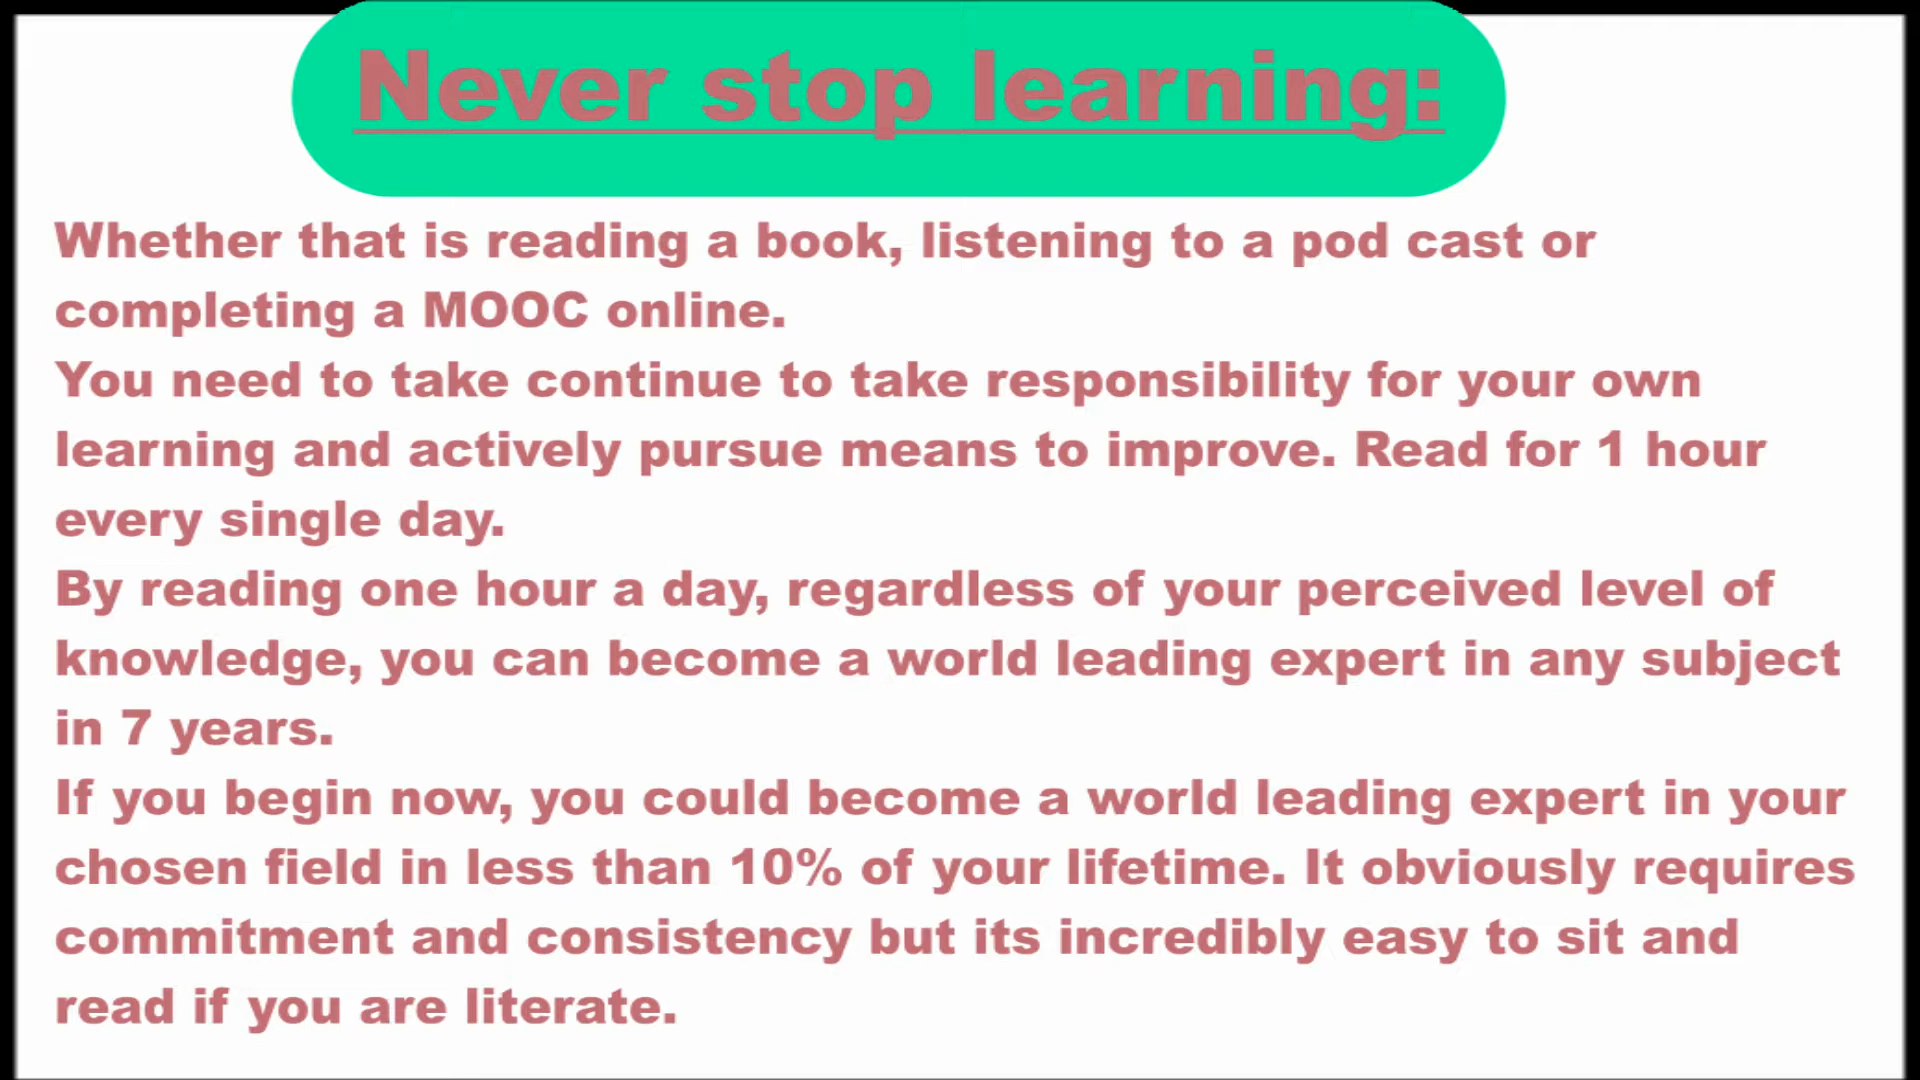 Never stop learning:
Whether that is reading a book, listening to a pod cast or
completing a MOOC online.
You need to take continue to take responsibility for your own
learning and actively pursue means to improve. Read for 1 hour
every single day.
By reading one hour a day, regardless of your perceived level of
knowledge, you can become a world leading expert in any subject
in 7 years.
If you begin now, you could become a world leading expert in your
chosen field in less than 10% of your lifetime. It obviously requires
commitment and consistency but its incredibly easy to sit and
read if you are literate.